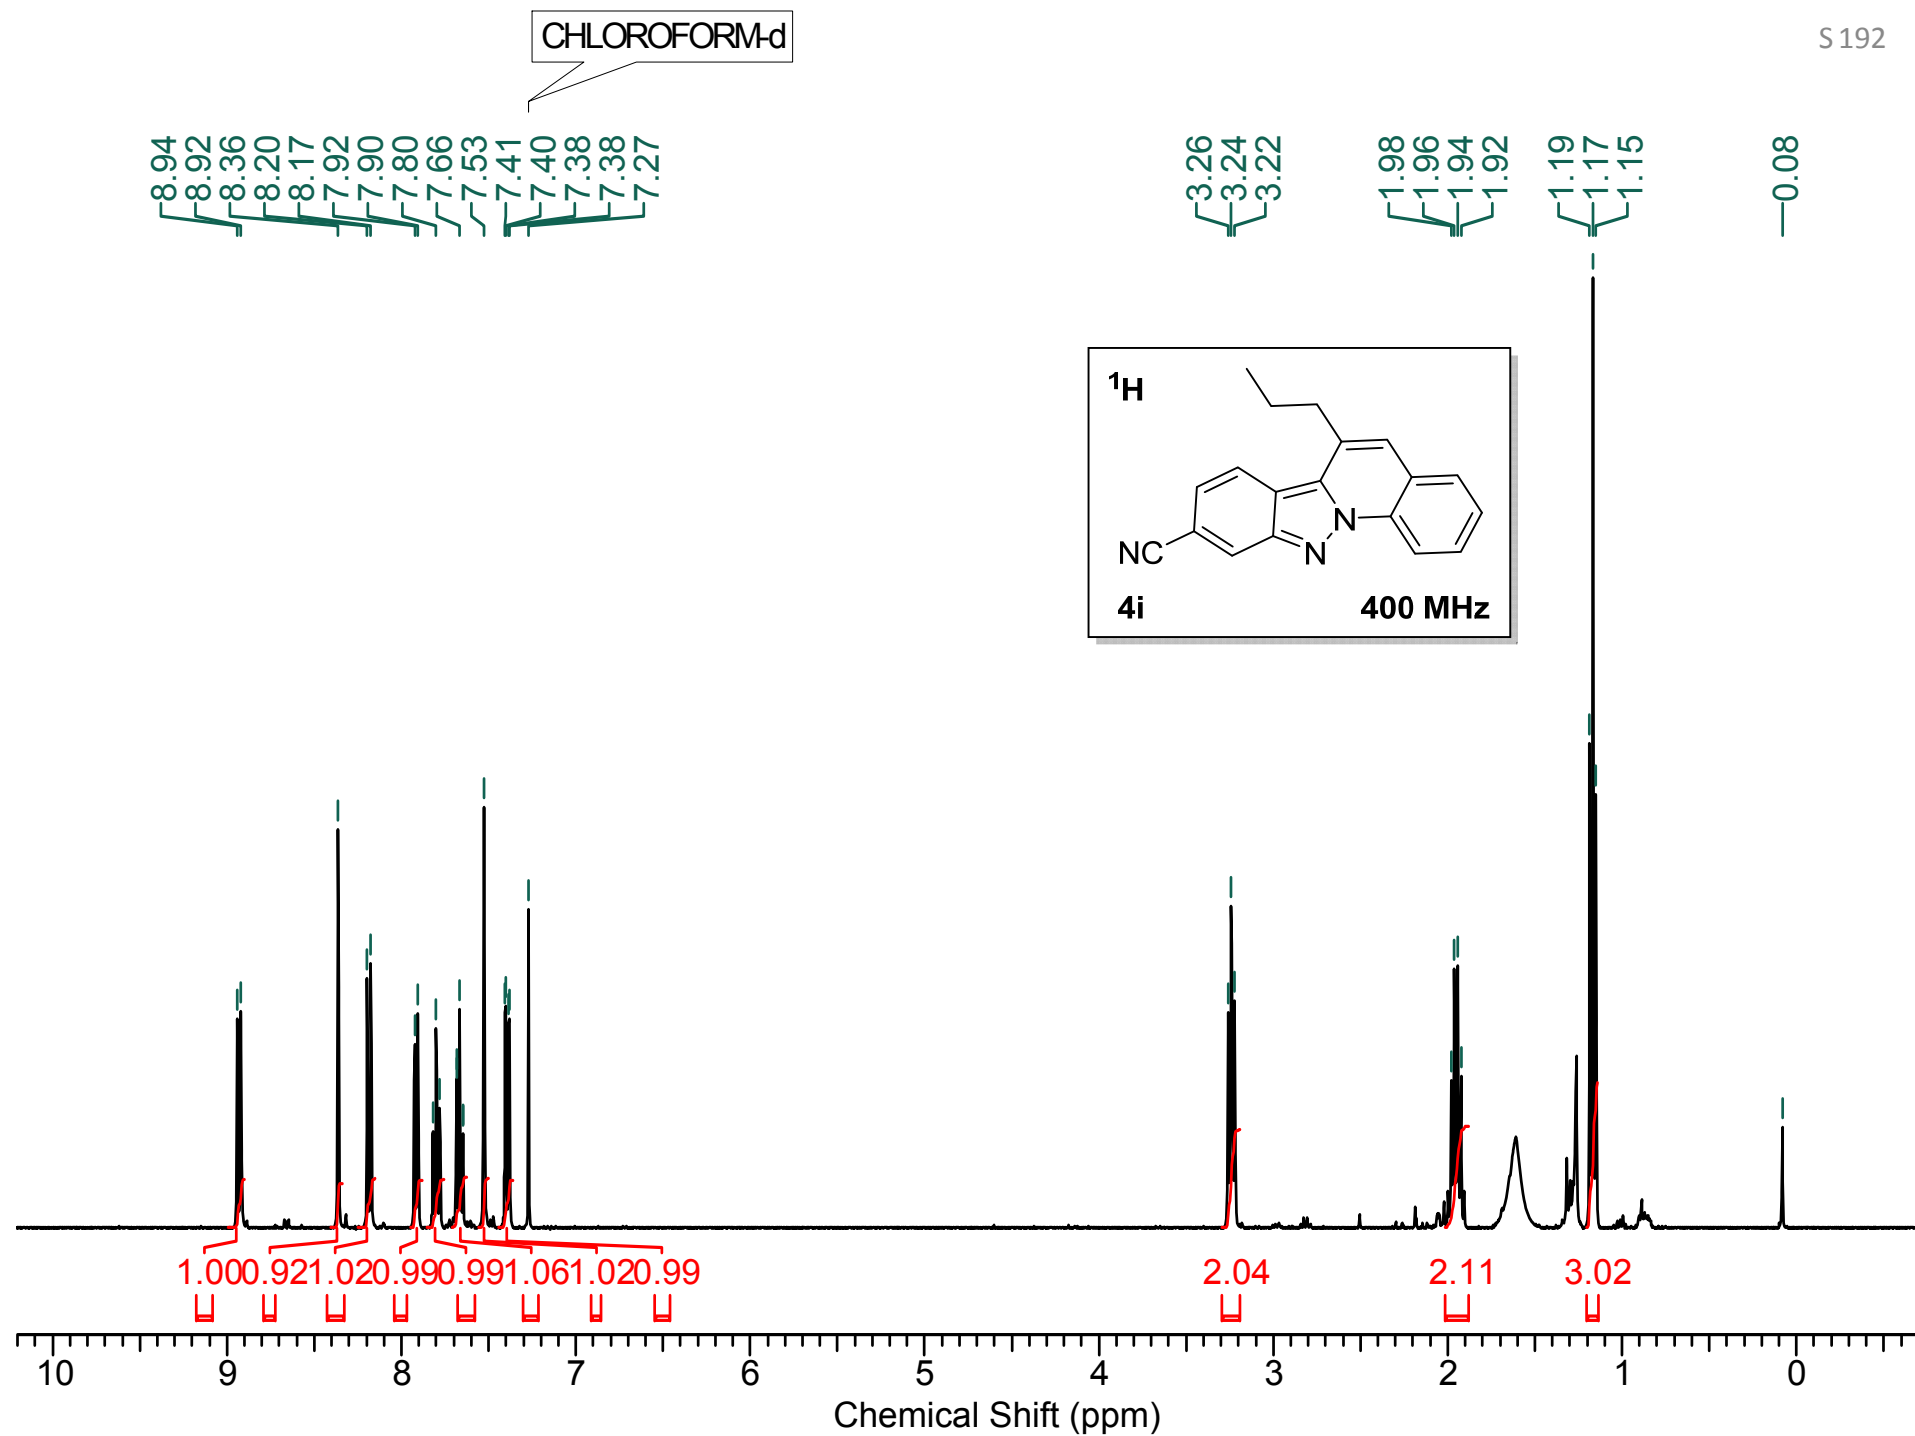 CHLOROFORM-d
S 192
8.94
8.92
8.36
8.20
8.17
7.92
7.90
7.80
7.66
7.53
7.41
7.40
7.38
7.38
7.27
3.26
3.24
3.22
1.98
1.96
1.94
1.92
1.19
1.17
1.15
0.08
¹H
N
N
NC
4i 400 MHz
1.00 0.92 1.02 0.99 0.99 1.06 1.02 0.99 2.04 2.11 3.02
10 9 8 7 6 5 4 3 2 1 0
Chemical Shift (ppm)